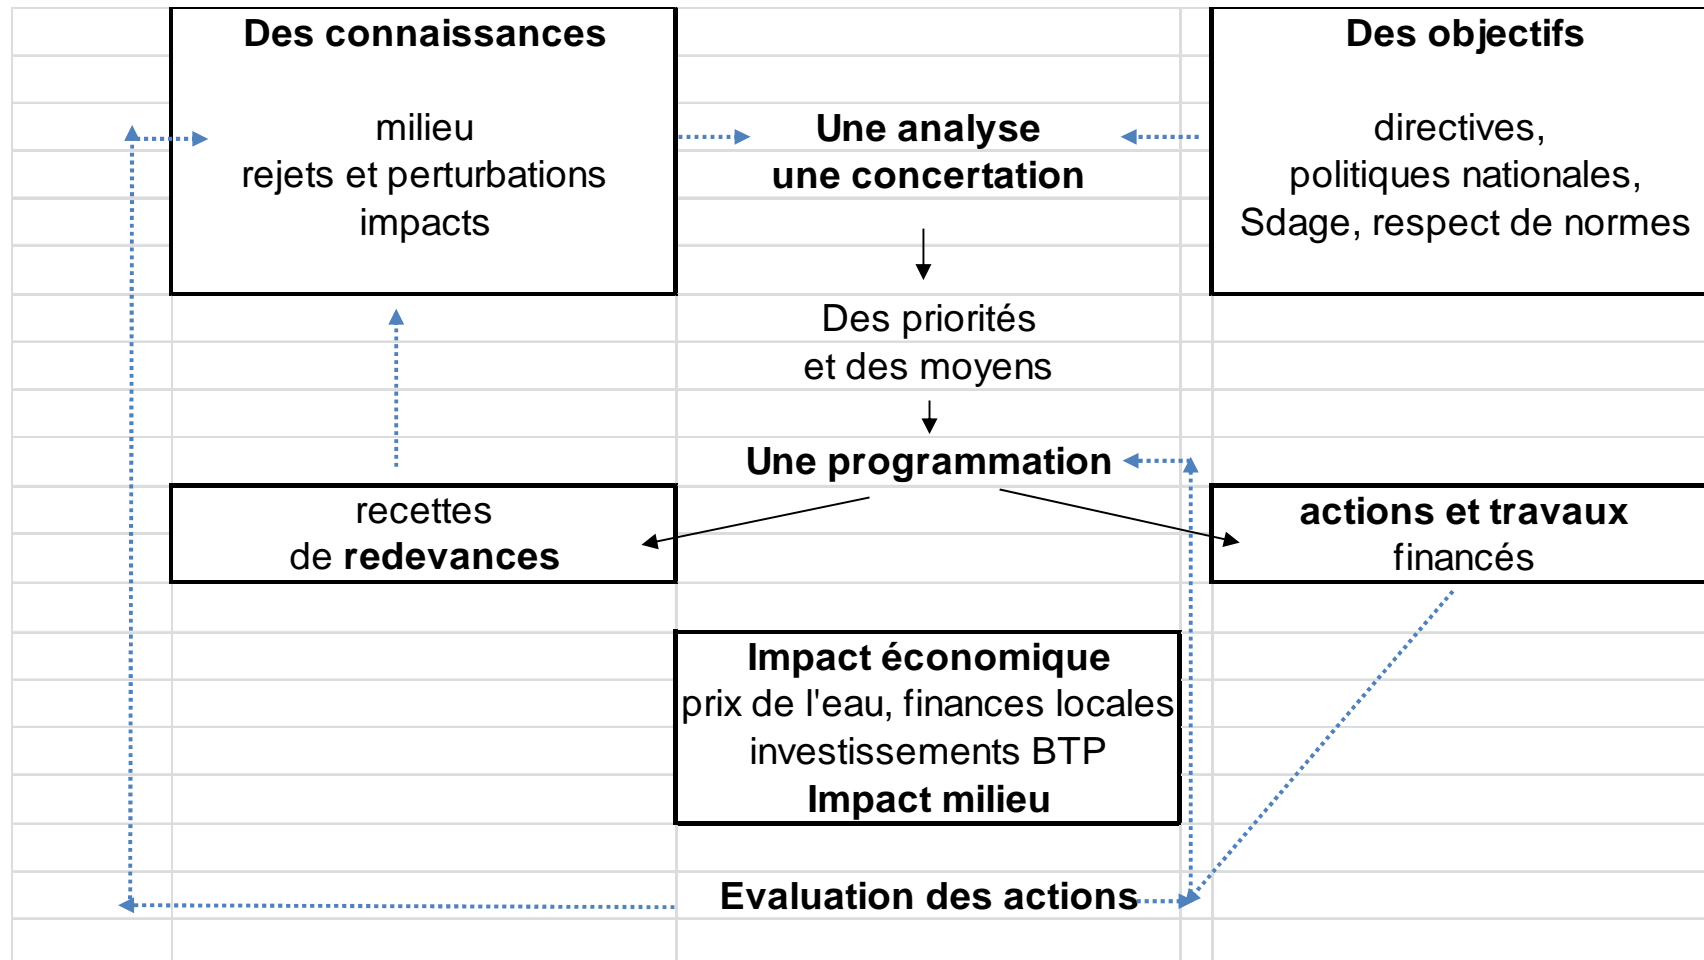 Des connaissances
milieu
rejets et perturbations
impacts
Une analyse
une concertation
Des objectifs
directives,
politiques nationales,
Sdage, respect de normes
Des priorités
et des moyens
Une programmation
recettes
de redevances
actions et travaux
financés
Impact économique
prix de l'eau, finances locales
investissements BTP
Impact milieu
Evaluation des actions